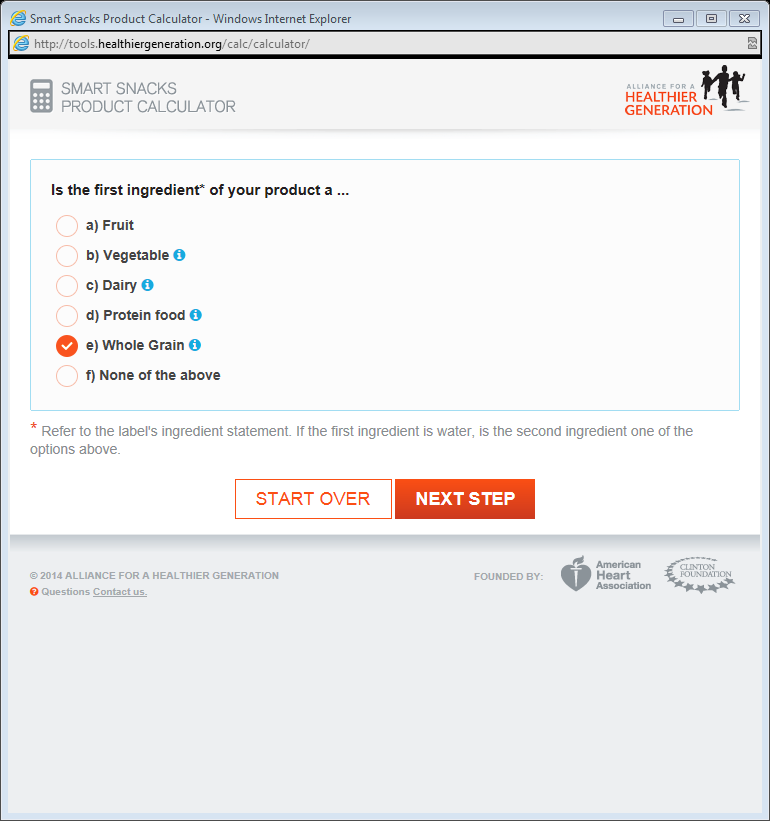 Smart Snacks Product Calculator - Windows Internet Explorer
http://tools.healthiergeneration.org/calc/calculator/
SMART SNACKS
PRODUCT CALCULATOR
ALLIANCE FOR A
HEALTHIER
GENERATION
Is the first ingredient* of your product a ...
a) Fruit
b) Vegetable
c) Dairy
d) Protein food
e) Whole Grain
f) None of the above
* Refer to the label's ingredient statement. If the first ingredient is water, is the second ingredient one of the
options above.
START OVER
NEXT STEP
© 2014 ALLIANCE FOR A HEALTHIER GENERATION
? Questions Contact us.
FOUNDED BY:
American
Heart
Association
CLINTON
FOUNDATION